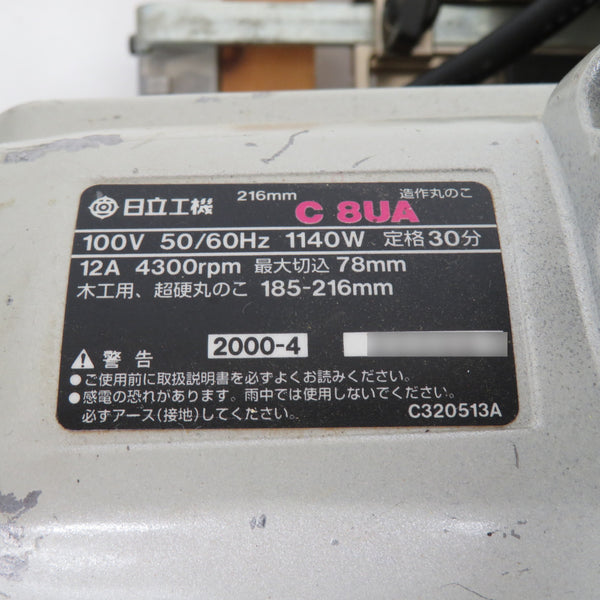 日立工機 216mm C 8UA 造作丸のこ
100V 50/60Hz 1140W 定格30分
12A 4300rpm 最大切込 78mm
木工用、超硬丸のこ 185-216mm
2000-4
警告
●ご使用前に取扱説明書を必ずよくお読みください。
●感電の恐れがあります。雨中では使用しないでください。
必ずアース(接地)してください。
C320513A